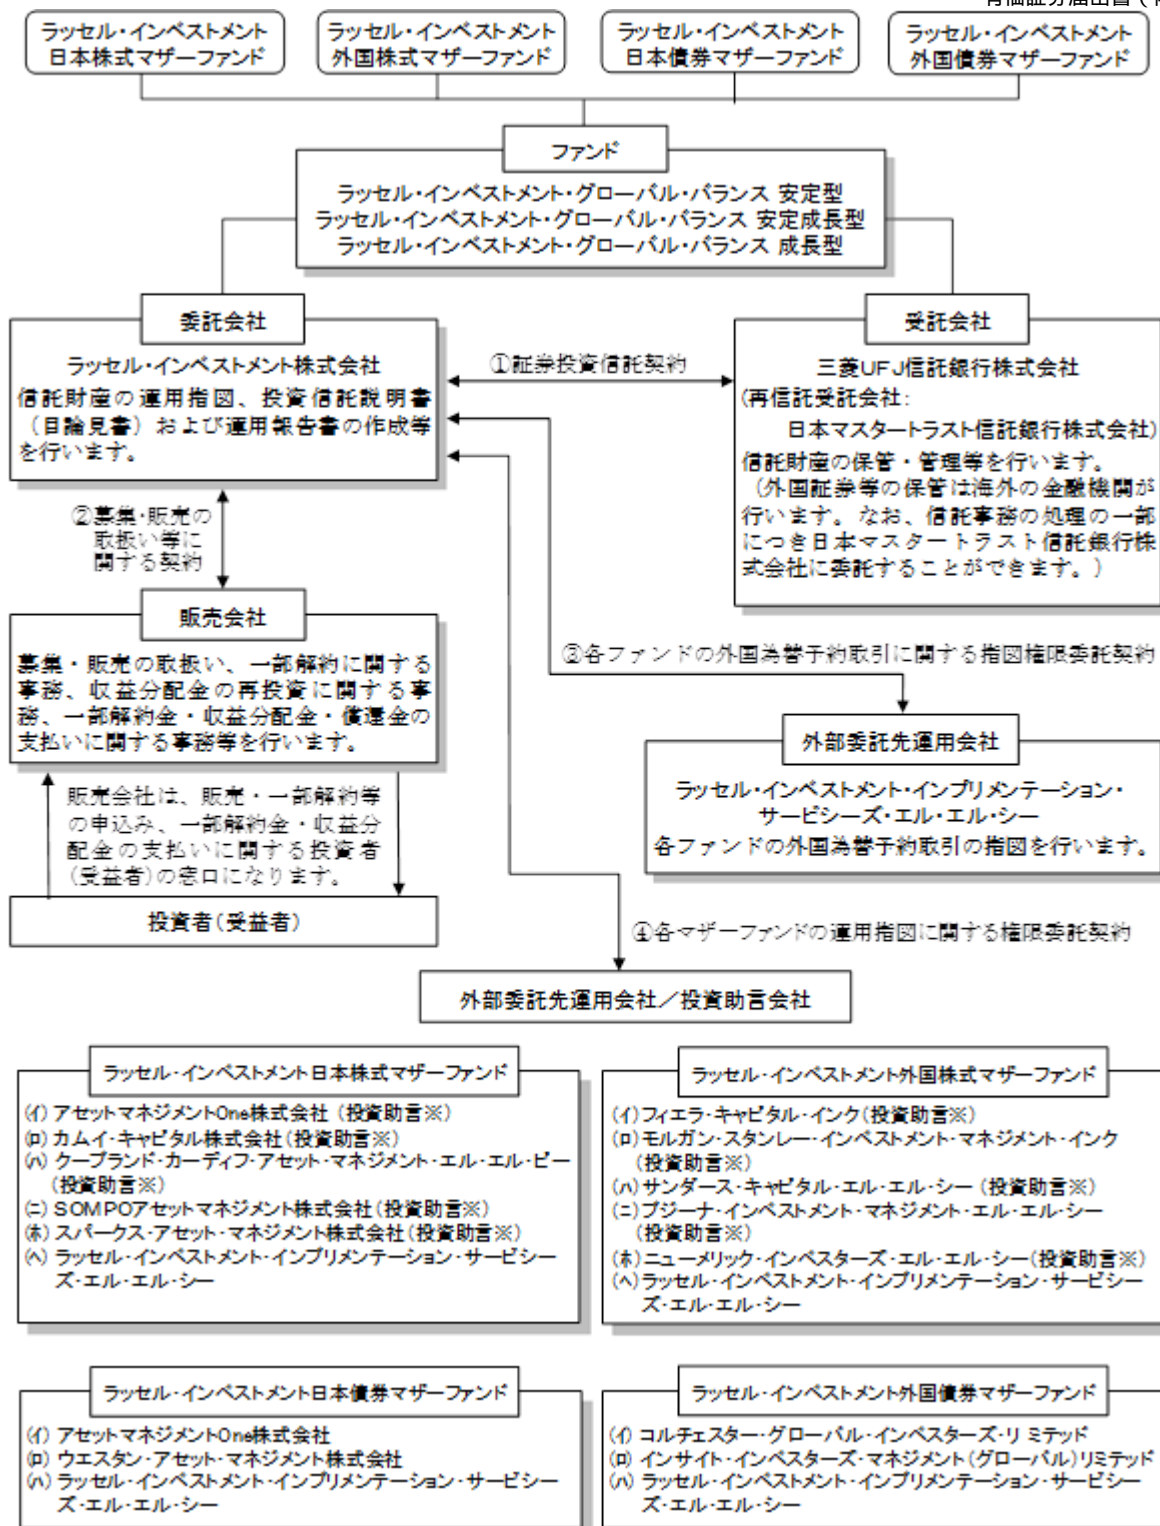 有価証券届出書（
ラッセル・インベストメント
日本株式マザーファンド
ラッセル・インベストメント
外国株式マザーファンド
ラッセル・インベストメント
日本債券マザーファンド
ラッセル・インベストメント
外国債券マザーファンド
ファンド
ラッセル・インベストメント・グローバル・バランス 安定型
ラッセル・インベストメント・グローバル・バランス 安定成長型
ラッセル・インベストメント・グローバル・バランス 成長型
委託会社
ラッセル・インベストメント株式会社
信託財産の運用指図、投資信託説明書
（目論見書）および運用報告書の作成等
を行います。
①証券投資信託契約
受託会社
三菱UFJ信託銀行株式会社
(再信託受託会社:
日本マスタートラスト信託銀行株式会社)
信託財産の保管・管理等を行います。
（外国証券等の保管は海外の金融機関が
行います。なお、信託事務の処理の一部
につき日本マスタートラスト信託銀行株
式会社に委託することができます。）
②募集・販売の
取扱い等に
関する契約
販売会社
募集・販売の取扱い、一部解約に関する
事務、収益分配金の再投資に関する事
務、一部解約金・収益分配金・償還金の
支払いに関する事務等を行います。
③各ファンドの外国為替予約取引に関する指図権限委託契約
外部委託先運用会社
ラッセル・インベストメント・インプリメンテーション・
サービシーズ・エル・エル・シー
各ファンドの外国為替予約取引の指図を行います。
販売会社は、販売・一部解約等
の申込み、一部解約金・収益分
配金の支払いに関する投資者
(受益者)の窓口になります。
投資者(受益者)
④各マザーファンドの運用指図に関する権限委託契約
外部委託先運用会社／投資助言会社
ラッセル・インベストメント日本株式マザーファンド
(イ) アセットマネジメントOne株式会社 (投資助言※)
(ロ) カムイ・キャピタル株式会社(投資助言※)
(ハ) ケープランド・カーディフ・アセット・マネジメント・エル・エル・ピー
(投資助言※)
(ニ) SOMPOアセットマネジメント株式会社(投資助言※)
(ホ) スパークス・アセット・マネジメント株式会社(投資助言※)
(ヘ) ラッセル・インベストメント・インプリメンテーション・サービシー
ズ・エル・エル・シー
ラッセル・インベストメント外国株式マザーファンド
(イ) フィエラ・キャピタル・インク(投資助言※)
(ロ) モルガン・スタンレー・インベストメント・マネジメント・インク
(投資助言※)
(ハ) サンダース・キャピタル・エル・エル・シー (投資助言※)
(ニ) プジーナ・インベストメント・マネジメント・エル・エル・シー
(投資助言※)
(ホ) ニューメリック・インベスターズ・エル・エル・シー(投資助言※)
(ヘ) ラッセル・インベストメント・インプリメンテーション・サービシー
ズ・エル・エル・シー
ラッセル・インベストメント日本債券マザーファンド
(イ) アセットマネジメントOne株式会社
(ロ) ウエスタン・アセット・マネジメント株式会社
(ハ) ラッセル・インベストメント・インプリメンテーション・サービシー
ズ・エル・エル・シー
ラッセル・インベストメント外国債券マザーファンド
(イ) コルチェスター・グローバル・インベスターズ・リミテッド
(ロ) インサイト・インベスターズ・マネジメント(グローバル)リミテッド
(ハ) ラッセル・インベストメント・インプリメンテーション・サービシー
ズ・エル・エル・シー